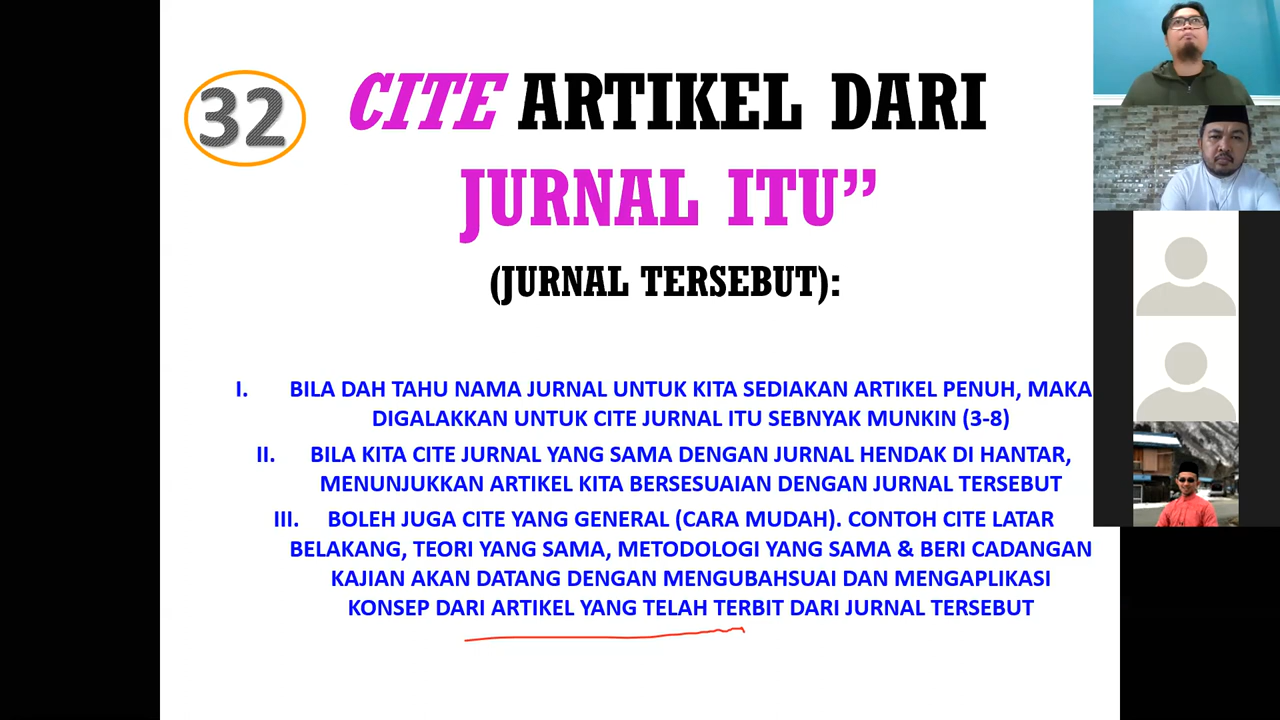 32
CITE ARTIKEL DARI
JURNAL ITU”
(JURNAL TERSEBUT):
I. BILA DAH TAHU NAMA JURNAL UNTUK KITA SEDIAKAN ARTIKEL PENUH, MAKA
DIGALAKKAN UNTUK CITE JURNAL ITU SEBNYAK MUNKIN (3-8)
II. BILA KITA CITE JURNAL YANG SAMA DENGAN JURNAL HENDAK DI HANTAR,
MENUNJUKKAN ARTIKEL KITA BERSESUAIAN DENGAN JURNAL TERSEBUT
III. BOLEH JUGA CITE YANG GENERAL (CARA MUDAH). CONTOH CITE LATAR
BELAKANG, TEORI YANG SAMA, METODOLOGI YANG SAMA & BERI CADANGAN
KAJIAN AKAN DATANG DENGAN MENGUBAHSUAI DAN MENGAPLIKASI
KONSEP DARI ARTIKEL YANG TELAH TERBIT DARI JURNAL TERSEBUT